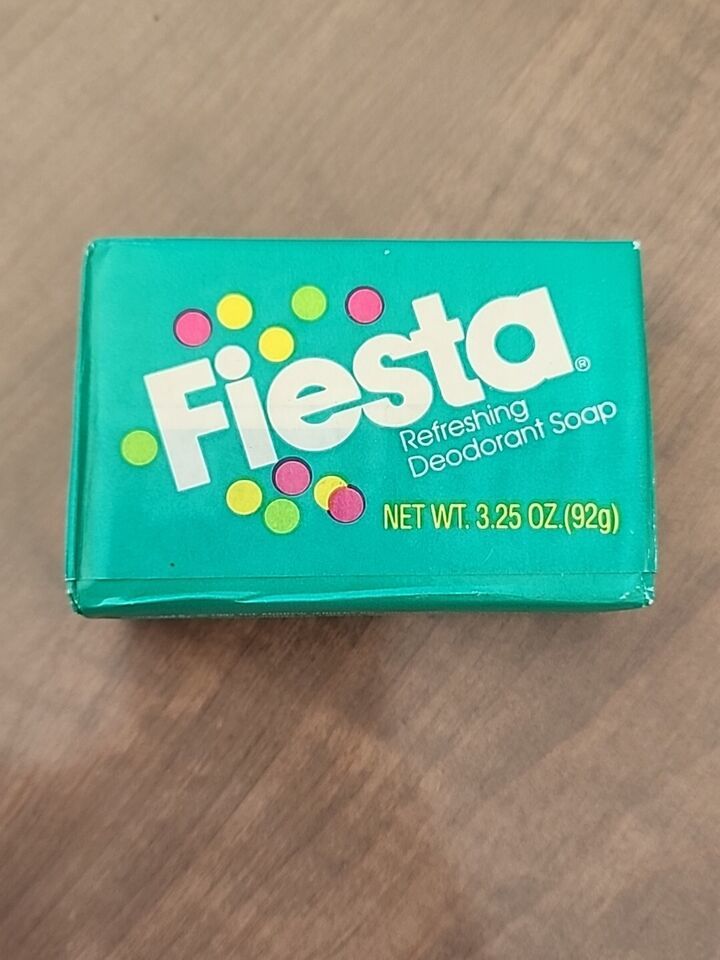 Fiesta®
Refreshing
Deodorant Soap
NET WT. 3.25 OZ.(92g)